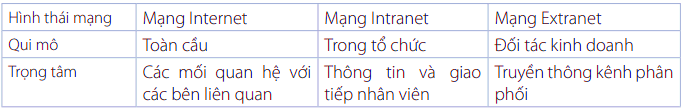 Hình thái mạng Mạng Internet Mạng Intranet Mạng Extranet
Qui mô Toàn cầu Trong tổ chức Đối tác kinh doanh
Trọng tâm Các mối quan hệ với Thông tin và giao Truyền thông kênh phân
các bên liên quan tiếp nhân viên phối